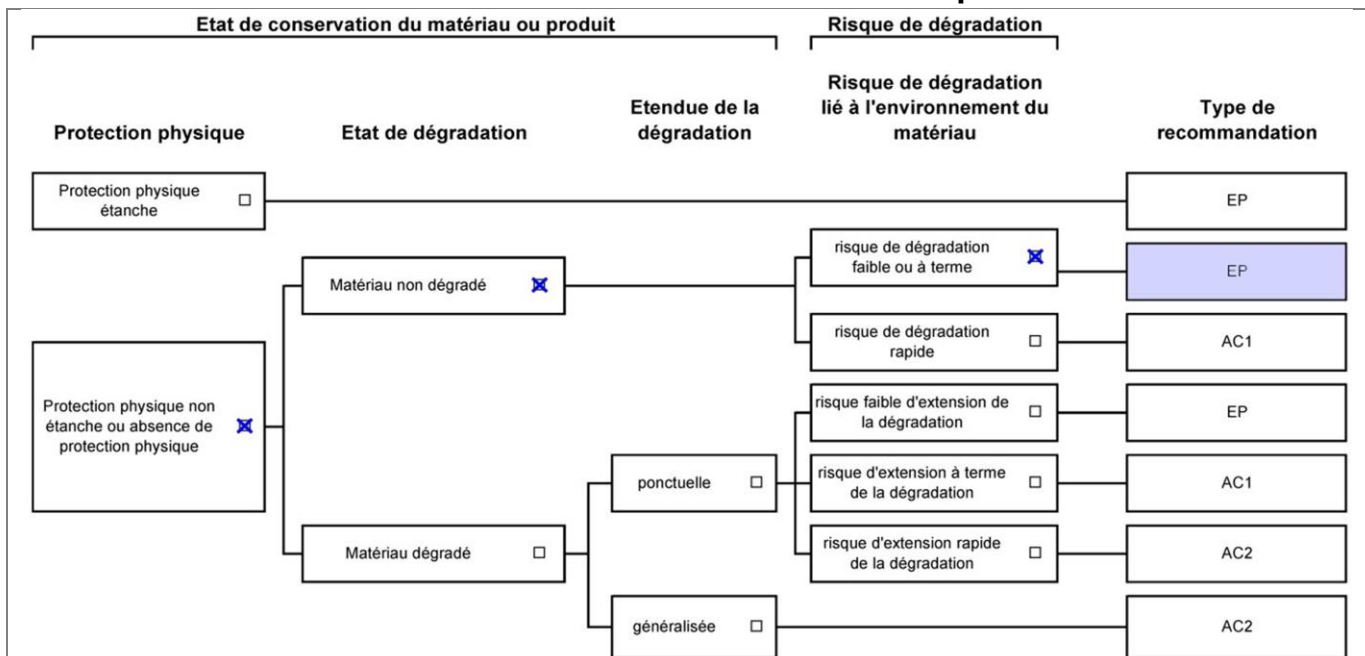 Etat de conservation du matériau ou produit
Risque de dégradation
Protection physique
Etat de dégradation
Etendue de la
dégradation
Risque de dégradation
lié à l'environnement du
matériau
Type de
recommandation
Protection physique
étanche
EP
Protection physique non
étanche ou absence de
protection physique
Matériau non dégradé
risque de dégradation
faible ou à terme
EP
risque de dégradation
rapide
AC1
Matériau dégradé
ponctuelle
risque faible d'extension de
la dégradation
EP
risque d'extension à terme
de la dégradation
AC1
risque d'extension rapide
de la dégradation
AC2
généralisée
AC2